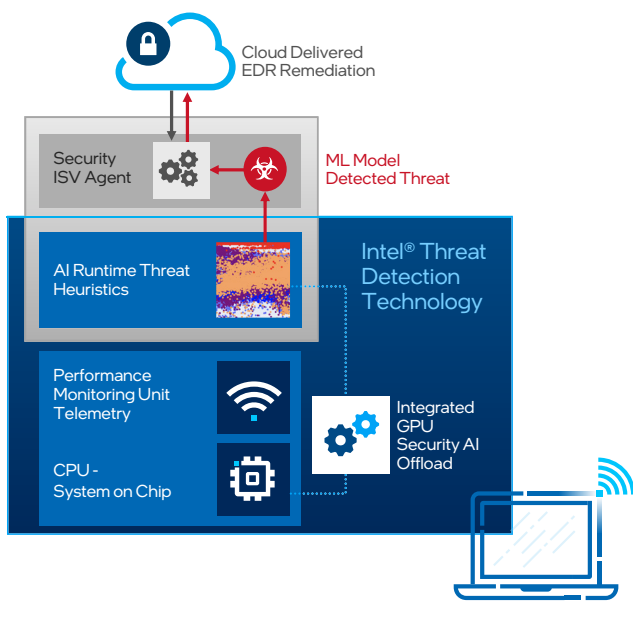 Cloud Delivered
EDR Remediation
Security
ISV Agent
ML Model
Detected Threat
AI Runtime Threat
Heuristics
Intel® Threat
Detection
Technology
Performance
Monitoring Unit
Telemetry
Integrated
GPU
Security AI
Offload
CPU -
System on Chip